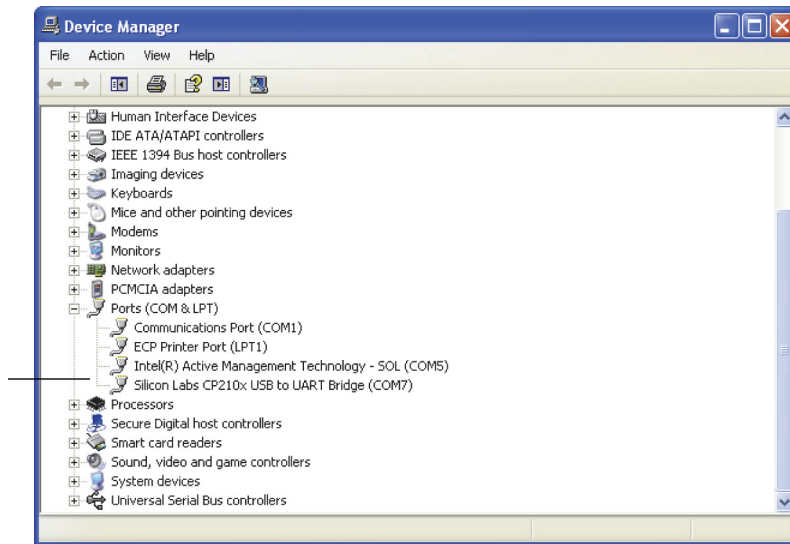 Device Manager
File Action View Help
Human Interface Devices
IDE ATA/ATAPI controllers
IEEE 1394 Bus host controllers
Imaging devices
Keyboards
Mice and other pointing devices
Modems
Monitors
Network adapters
PCMCIA adapters
Ports (COM & LPT)
Communications Port (COM1)
ECP Printer Port (LPT1)
Intel(R) Active Management Technology - SOL (COM5)
Silicon Labs CP210x USB to UART Bridge (COM7)
Processors
Secure Digital host controllers
Smart card readers
Sound, video and game controllers
System devices
Universal Serial Bus controllers